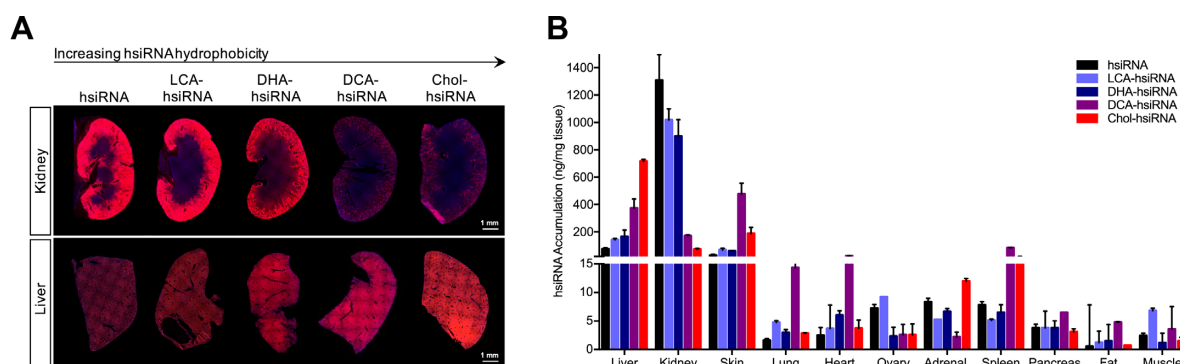 A
Increasing hsiRNA hydrophobicity
hsiRNA
LCA-
hsiRNA
DHA-
hsiRNA
DCA-
hsiRNA
Chol-
hsiRNA
Kidney
1 mm
Liver
1 mm
B
hsiRNA Accumulation (ng/mg tissue)
1400
1200
1000
800
600
400
200
15
10
5
0
hsiRNA
LCA-hsiRNA
DHA-hsiRNA
DCA-hsiRNA
Chol-hsiRNA
Liver Kidney Skin Lung Heart Ovary Adrenal Spleen Pancreas Fat Muscle